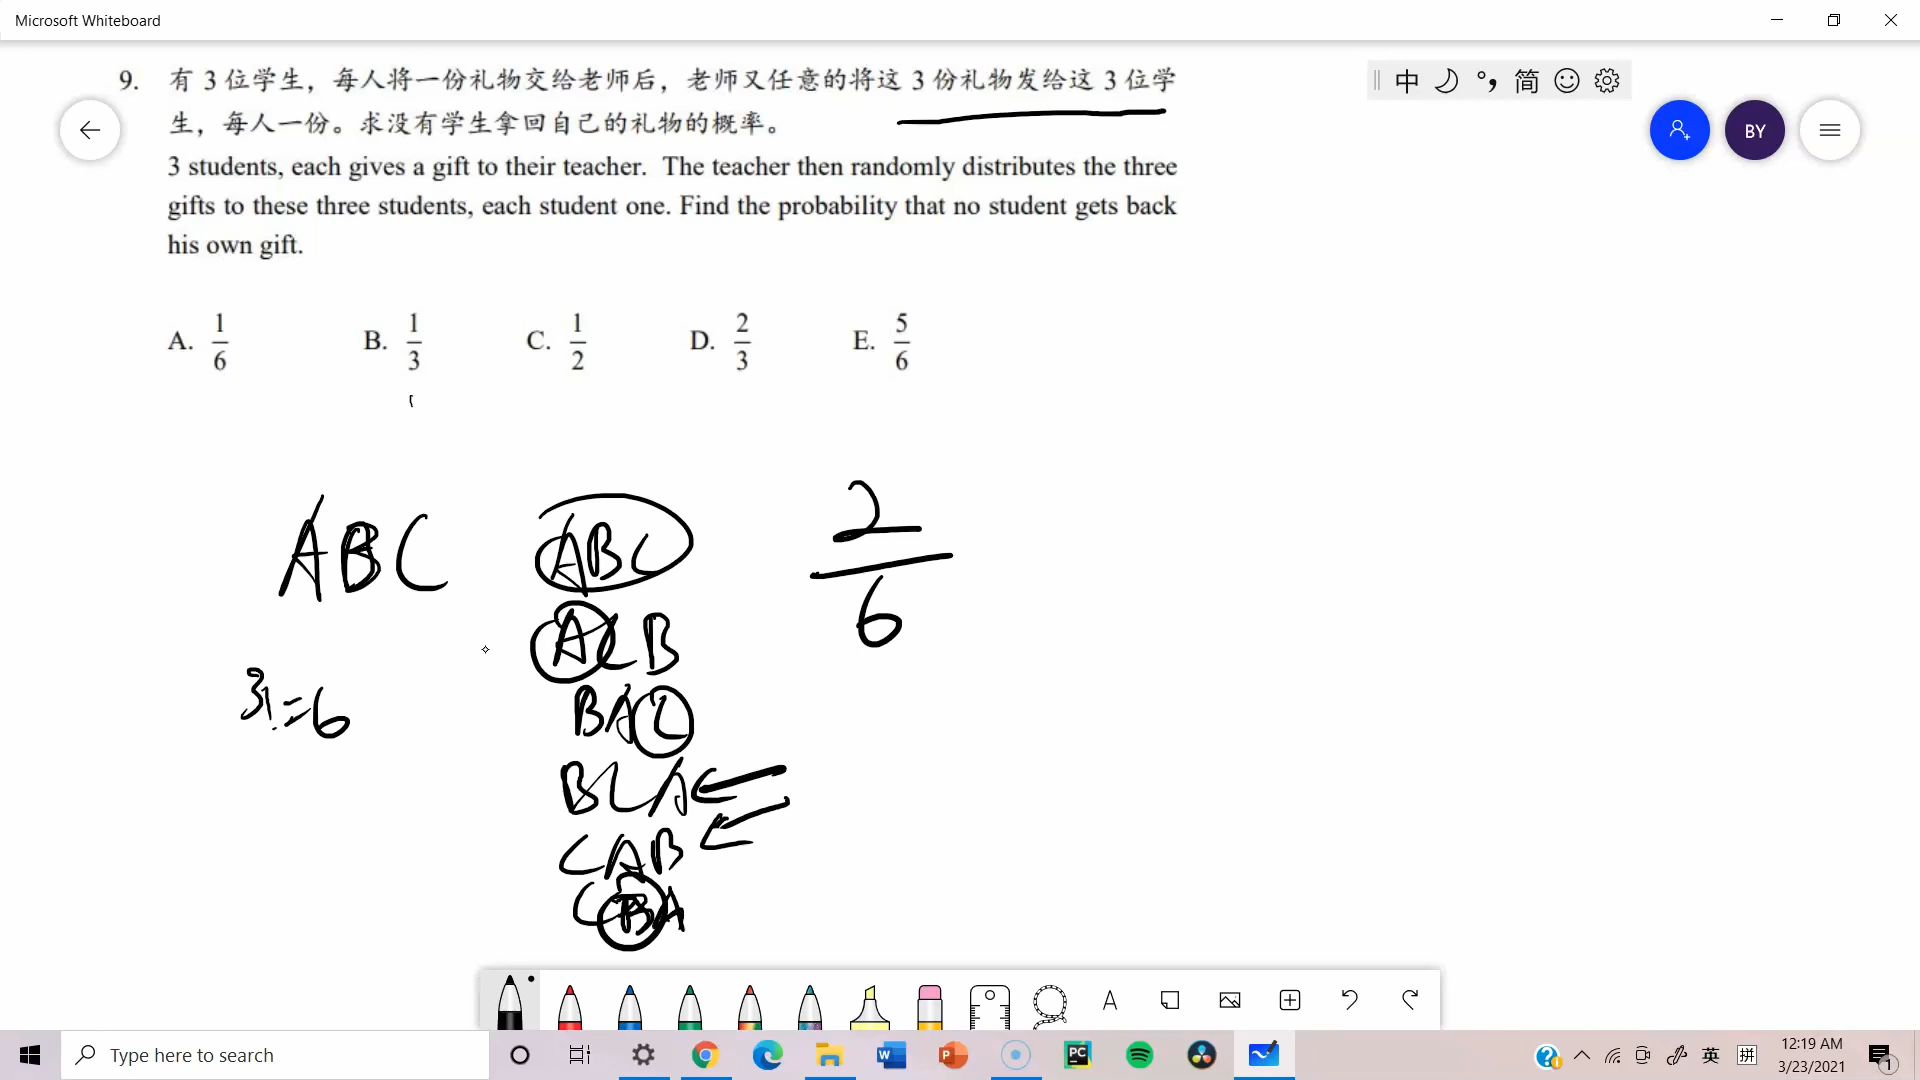 Microsoft Whiteboard
9. 有 3 位学生，每人将一份礼物交给老师后，老师又任意的将这 3 份礼物发给这 3 位学
生，每人一份。求没有学生拿回自己的礼物的概率。
3 students, each gives a gift to their teacher. The teacher then randomly distributes the three
gifts to these three students, each student one. Find the probability that no student gets back
his own gift.
A. 1/6 B. 1/3 C. 1/2 D. 2/3 E. 5/6
中 °, 简
BY
ABC
ABC
ACB
BAC
BCA
CAB
CBA
3!=6
2/6
A
Type here to search
W
P
PC
英
拼
12:19 AM
3/23/2021
1